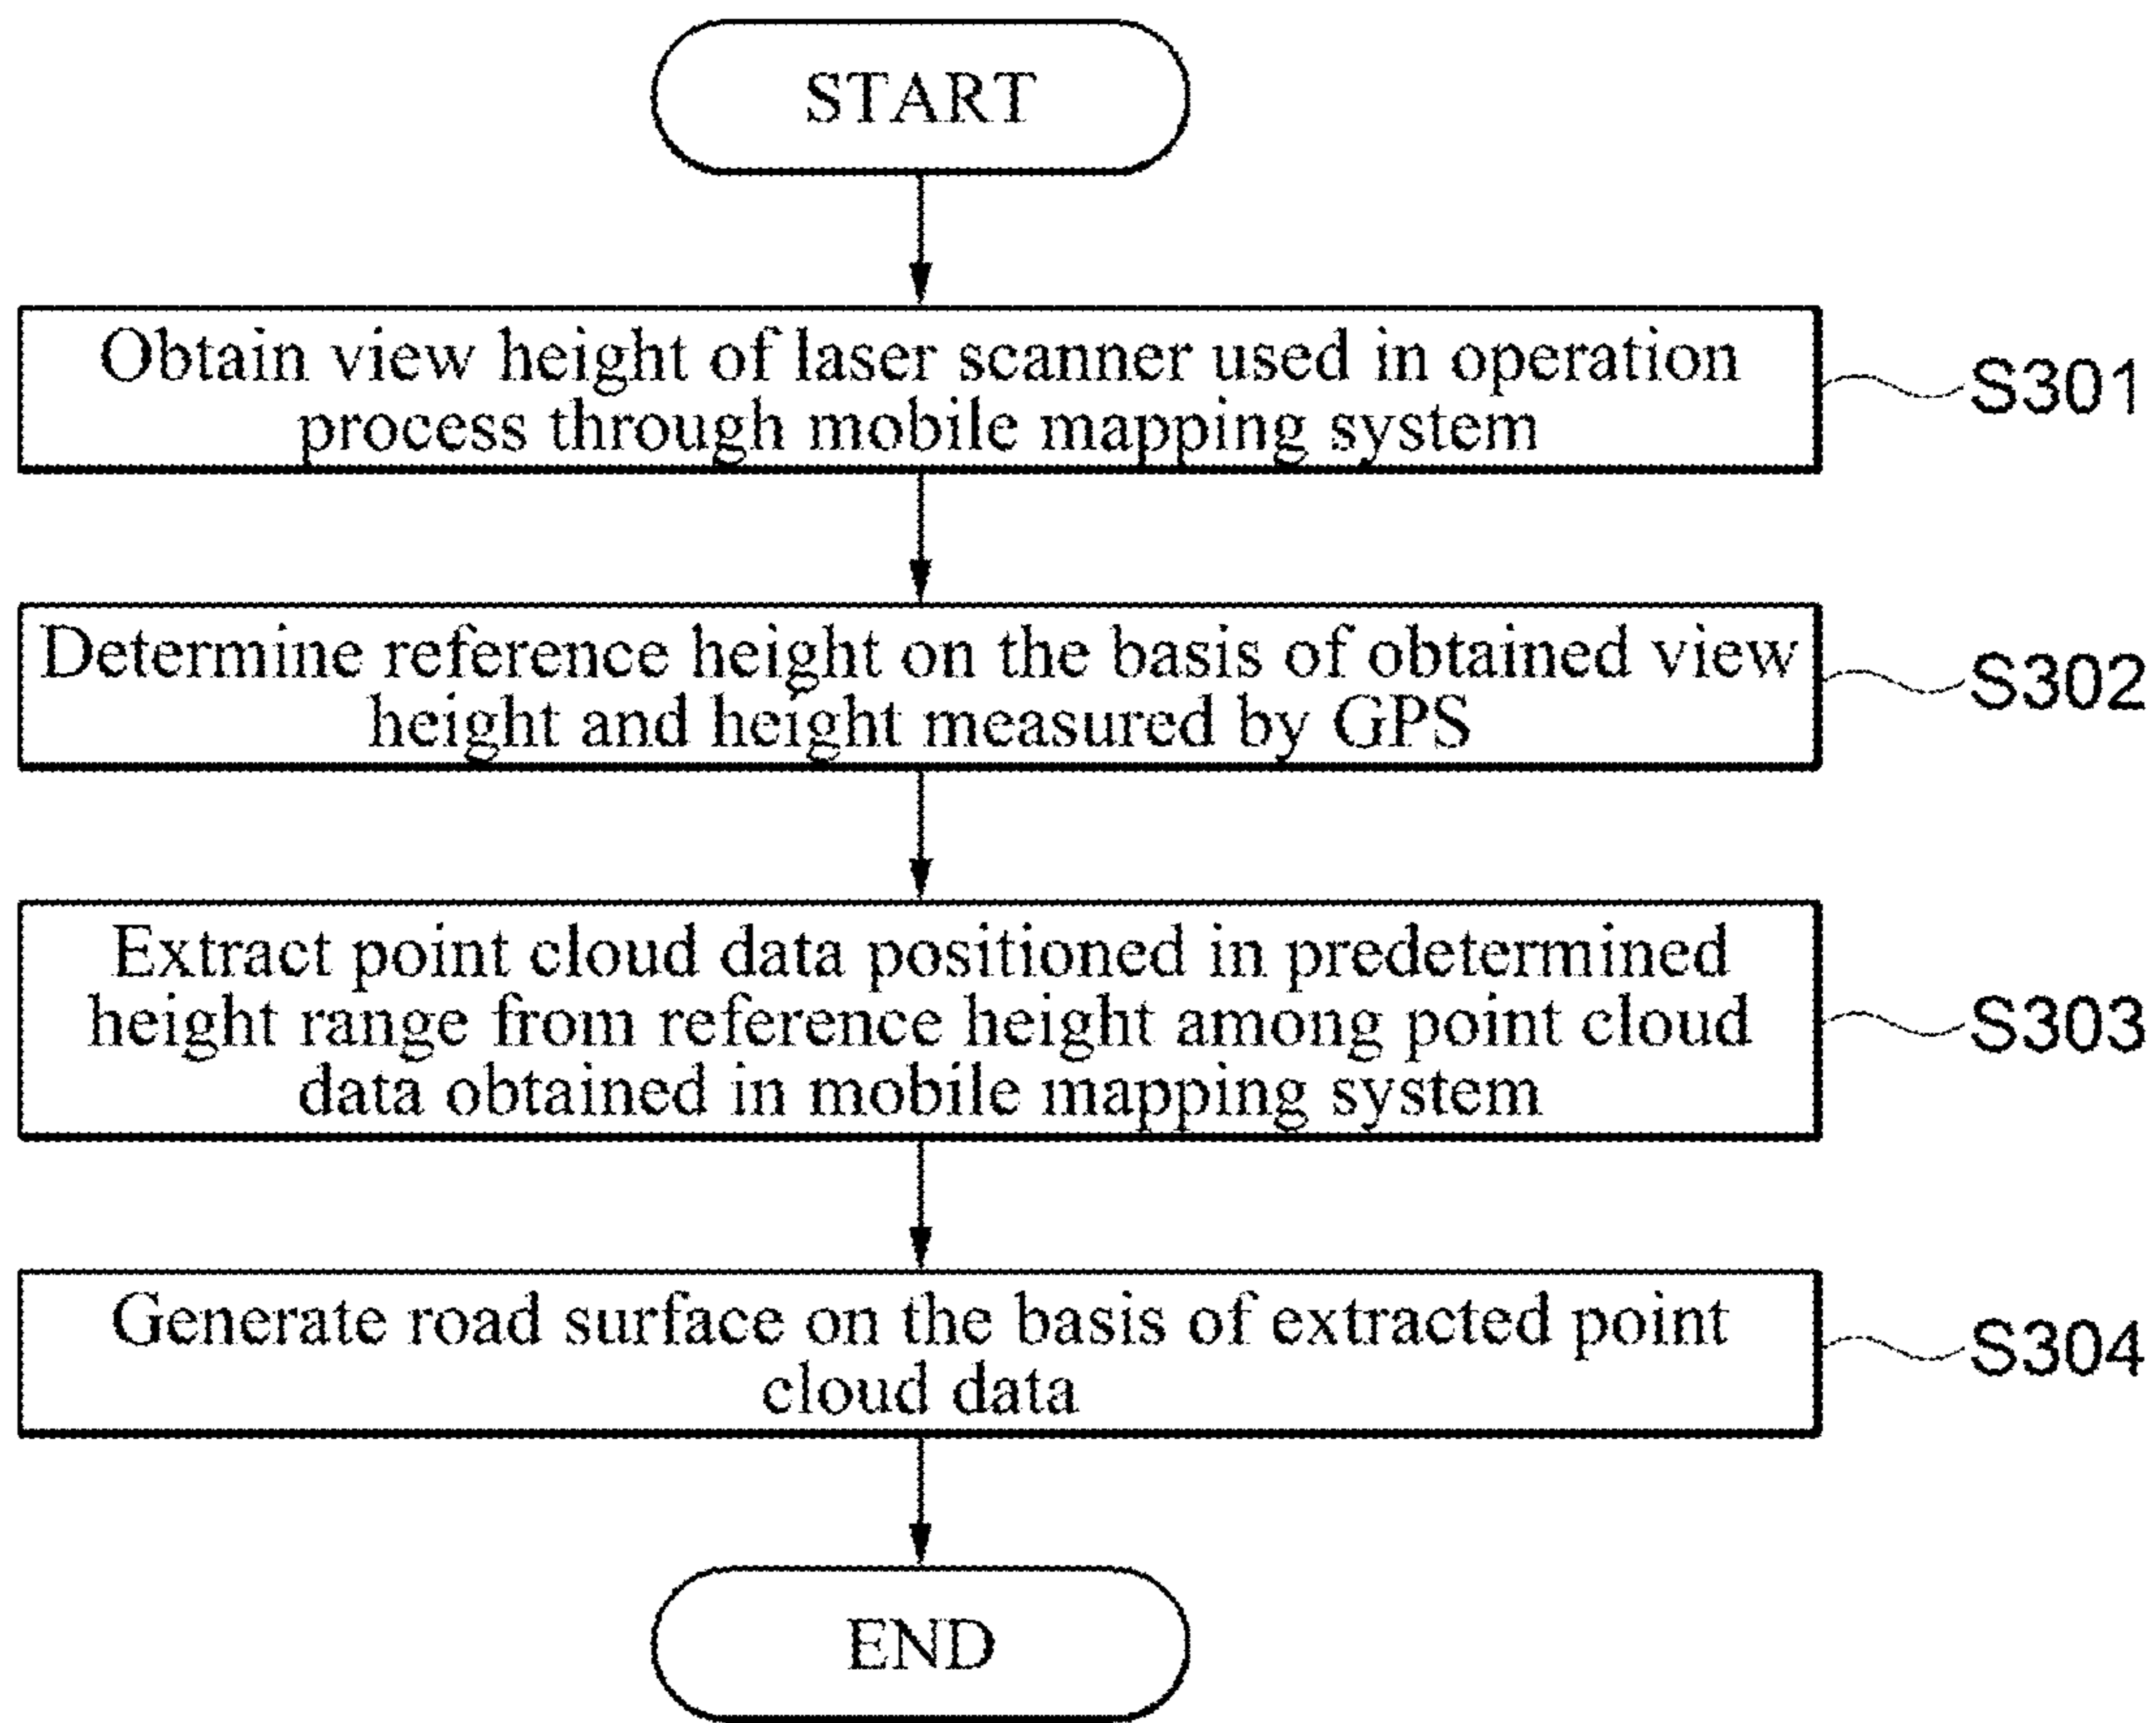 START
Obtain view height of laser scanner used in operation
process through mobile mapping system
S301
Determine reference height on the basis of obtained view
height and height measured by GPS
S302
Extract point cloud data positioned in predetermined
height range from reference height among point cloud
data obtained in mobile mapping system
S303
Generate road surface on the basis of extracted point
cloud data
S304
END